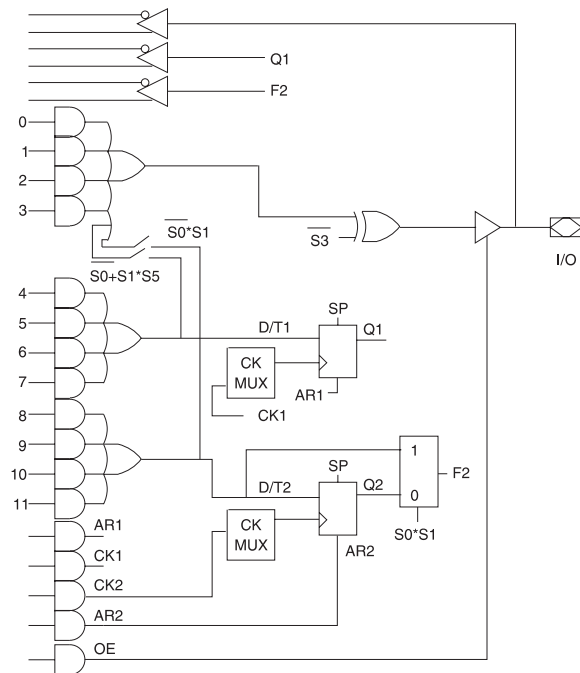 Q1
F2
0
1
2
3
S0*S1
S3
I/O
S0+S1*S5
4
5
6
7
SP
D/T1
Q1
CK
MUX
AR1
CK1
8
9
10
11
1
F2
0
SP
D/T2
Q2
CK
MUX
AR2
S0*S1
AR1
CK1
CK2
AR2
OE